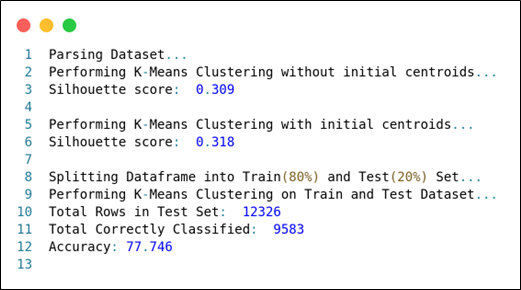 1 Parsing Dataset...
2 Performing K-Means Clustering without initial centroids...
3 Silhouette score:  0.309
4
5 Performing K-Means Clustering with initial centroids...
6 Silhouette score:  0.318
7
8 Splitting Dataframe into Train(80%) and Test(20%) Set...
9 Performing K-Means Clustering on Train and Test Dataset...
10 Total Rows in Test Set:  12326
11 Total Correctly Classified:  9583
12 Accuracy: 77.746
13